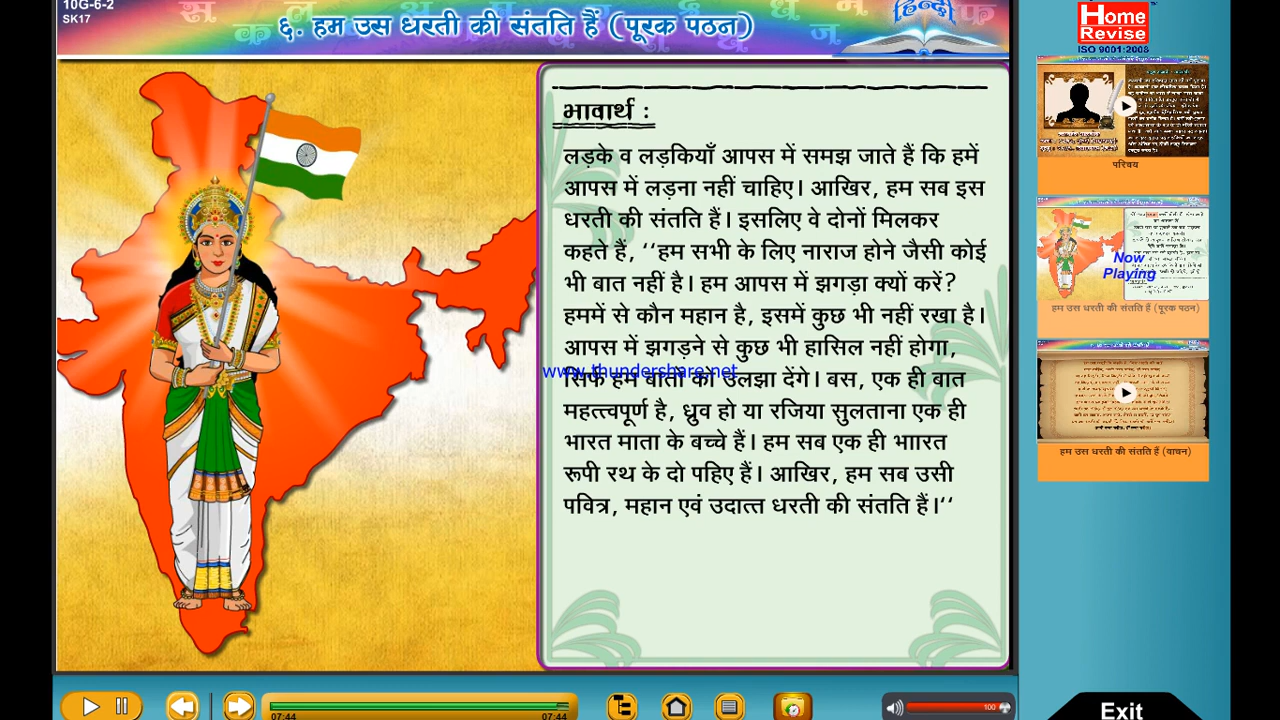 10G-6-2
SK17
६. हम उस धरती की संतति हैं (पूरक पठन)
हिन्दी
Home
Revise
ISO 9001:2008
भावार्थ :
लड़के व लड़कियाँ आपस में समझ जाते हैं कि हमें
आपस में लड़ना नहीं चाहिए। आखिर, हम सब इस
धरती की संतति हैं। इसलिए वे दोनों मिलकर
कहते हैं, ‘‘हम सभी के लिए नाराज होने जैसी कोई
भी बात नहीं है। हम आपस में झगड़ा क्यों करें?
हममें से कौन महान है, इसमें कुछ भी नहीं रखा है।
आपस में झगड़ने से कुछ भी हासिल नहीं होगा,
www.thundershare.net
सिर्फ हम बातों को उलझा देंगे। बस, एक ही बात
महत्त्वपूर्ण है, ध्रुव हो या रजिया सुलताना एक ही
भारत माता के बच्चे हैं। हम सब एक ही भाारत
रूपी रथ के दो पहिए हैं। आखिर, हम सब उसी
पवित्र, महान एवं उदात्त धरती की संतति हैं।‘‘
परिचय
Now
Playing
हम उस धरती की संतति हैं (पूरक पठन)
हम उस धरती की संतति हैं (वाचन)
07:44
07:44
100
Exit